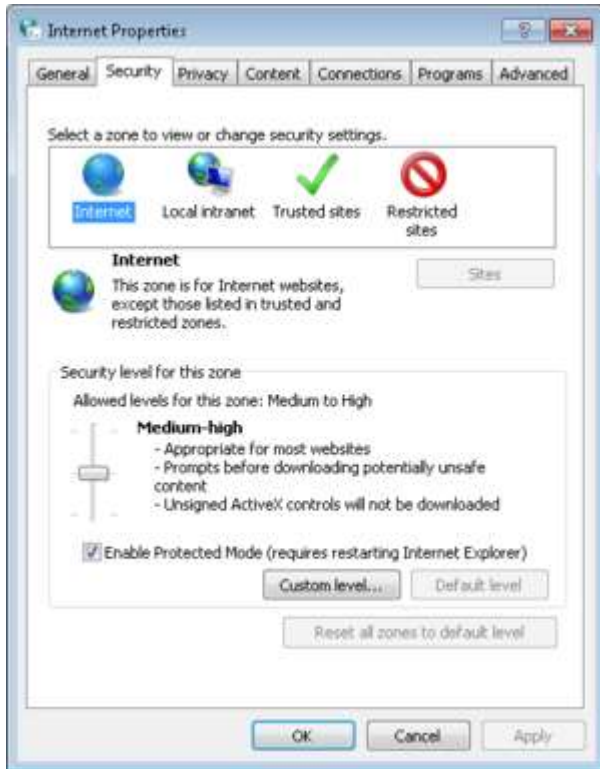 Internet Properties
General Security Privacy Content Connections Programs Advanced
Select a zone to view or change security settings.
Internet Local intranet Trusted sites Restricted
sites
Internet
Sites
This zone is for Internet websites,
except those listed in trusted and
restricted zones.
Security level for this zone
Allowed levels for this zone: Medium to High
Medium-high
- Appropriate for most websites
- Prompts before downloading potentially unsafe
content
- Unsigned ActiveX controls will not be downloaded
Enable Protected Mode (requires restarting Internet Explorer)
Custom level... Default level
Reset all zones to default level
OK Cancel Apply